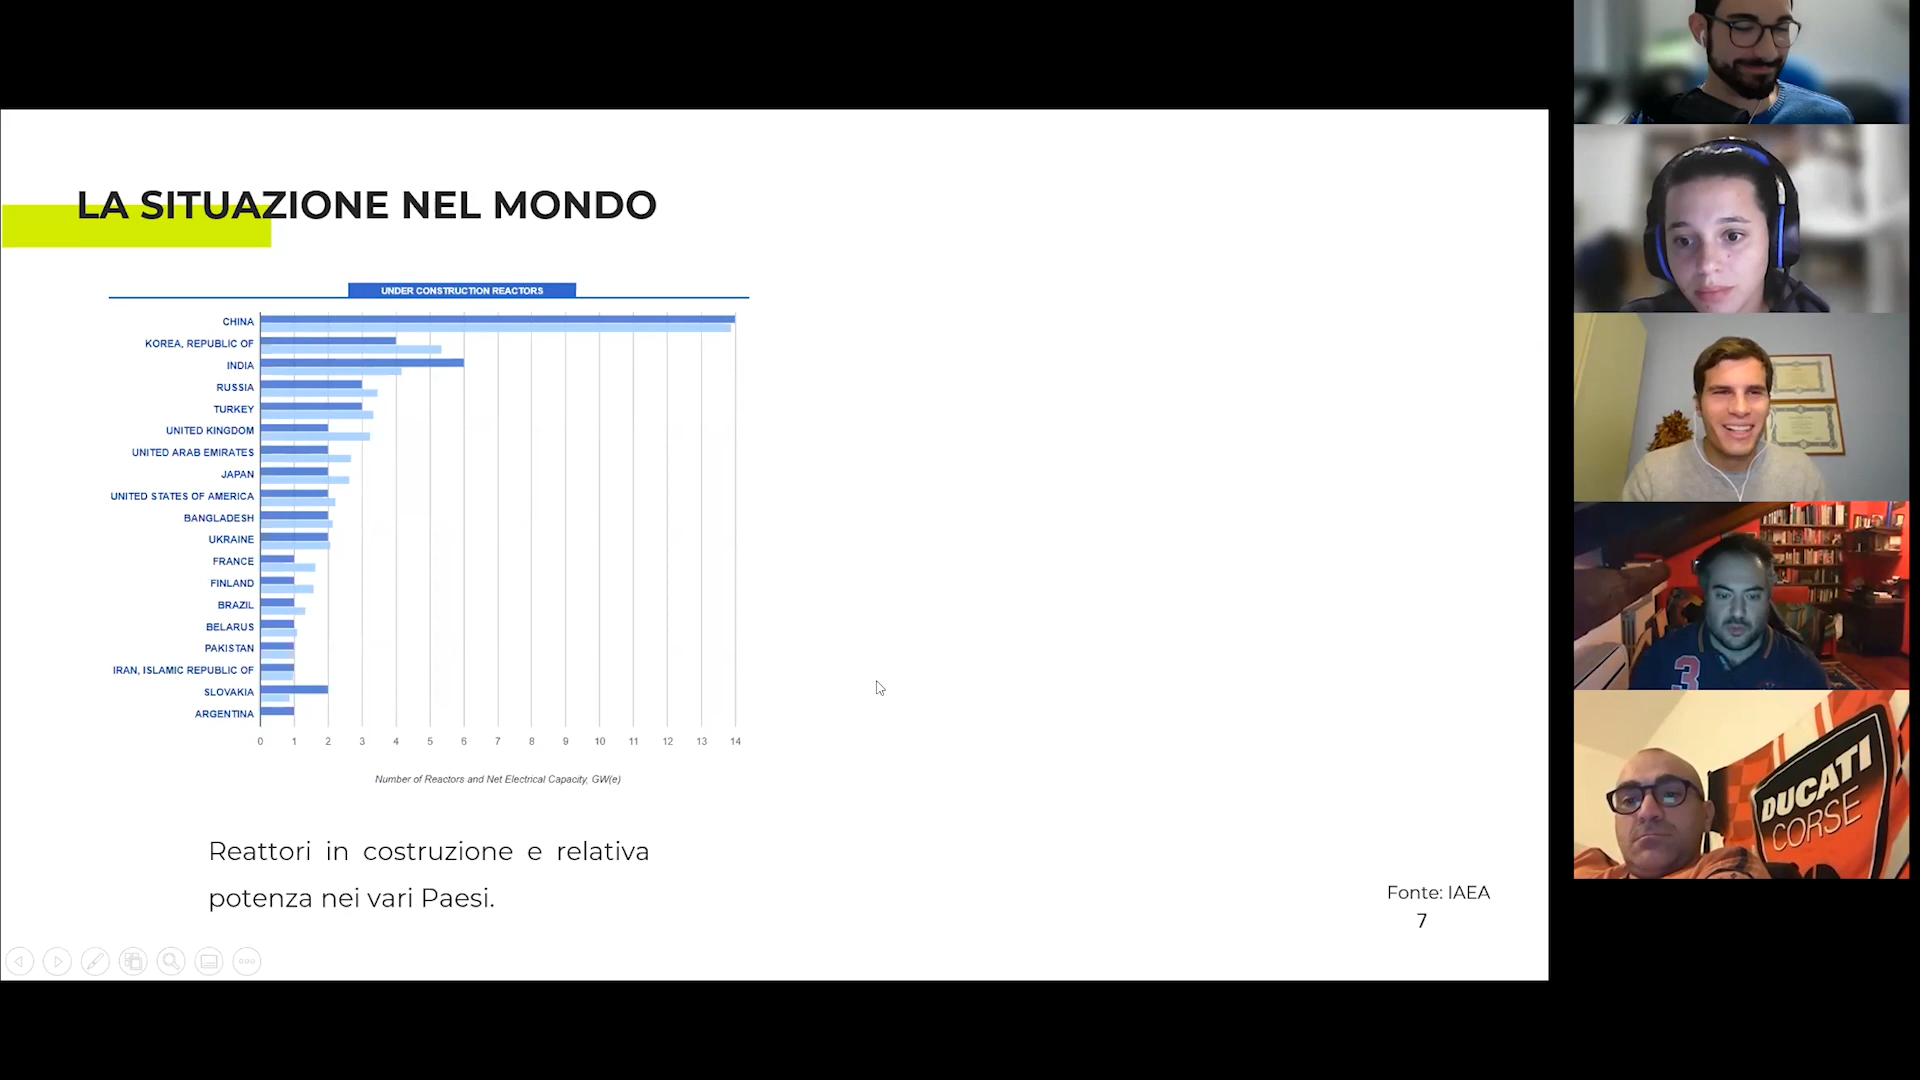 LA SITUAZIONE NEL MONDO
UNDER CONSTRUCTION REACTORS
CHINA
KOREA, REPUBLIC OF
INDIA
RUSSIA
TURKEY
UNITED KINGDOM
UNITED ARAB EMIRATES
JAPAN
UNITED STATES OF AMERICA
BANGLADESH
UKRAINE
FRANCE
FINLAND
BRAZIL
BELARUS
PAKISTAN
IRAN, ISLAMIC REPUBLIC OF
SLOVAKIA
ARGENTINA
0 1 2 3 4 5 6 7 8 9 10 11 12 13 14
Number of Reactors and Net Electrical Capacity, GW(e)
Reattori in costruzione e relativa
potenza nei vari Paesi.
Fonte: IAEA
7
3
DUCATI
CORSE